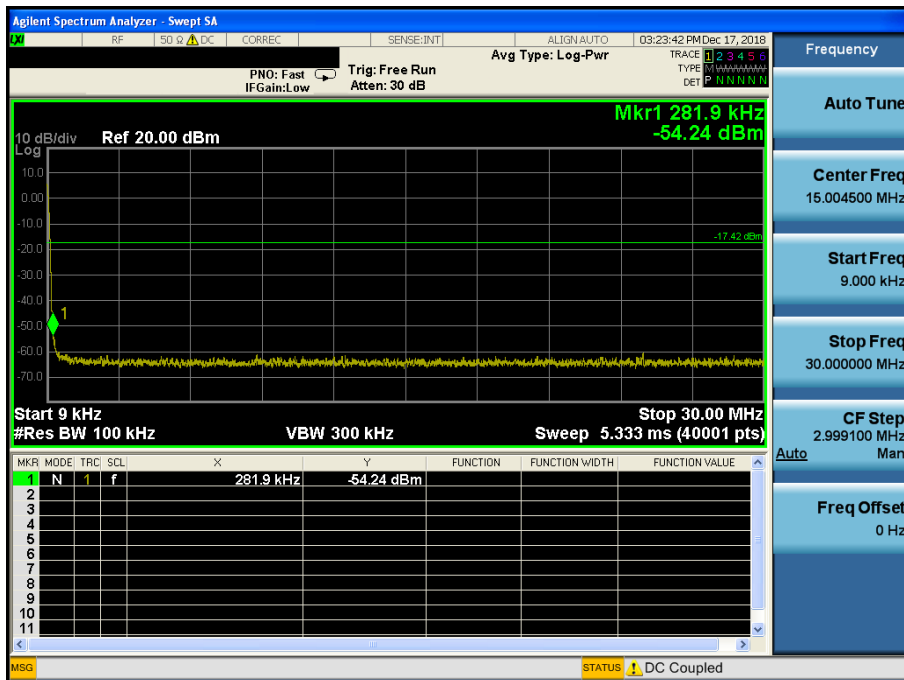 Agilent Spectrum Analyzer - Swept SA
LXI RF 50 Ω DC CORREC SENSE:INT ALIGN AUTO 03:23:42 PM Dec 17, 2018
Avg Type: Log-Pwr TRACE 1 2 3 4 5 6
PNO: Fast Trig: Free Run TYPE M
IFGain:Low Atten: 30 dB DET P N N N N N
Mkr1 281.9 kHz
10 dB/div Ref 20.00 dBm -54.24 dBm
Log
10.0
0.00
-10.0
-17.42 dBm
-20.0
-30.0
-40.0
1
-50.0
-60.0
-70.0
Start 9 kHz Stop 30.00 MHz
#Res BW 100 kHz VBW 300 kHz Sweep 5.333 ms (40001 pts)
MKR MODE TRC SCL X Y FUNCTION FUNCTION WIDTH FUNCTION VALUE
1 N 1 f 281.9 kHz -54.24 dBm
2
3
4
5
6
7
8
9
10
11
MSG STATUS DC Coupled
Frequency
Auto Tune
Center Freq
15.004500 MHz
Start Freq
9.000 kHz
Stop Freq
30.000000 MHz
CF Step
2.999100 MHz
Auto Man
Freq Offset
0 Hz